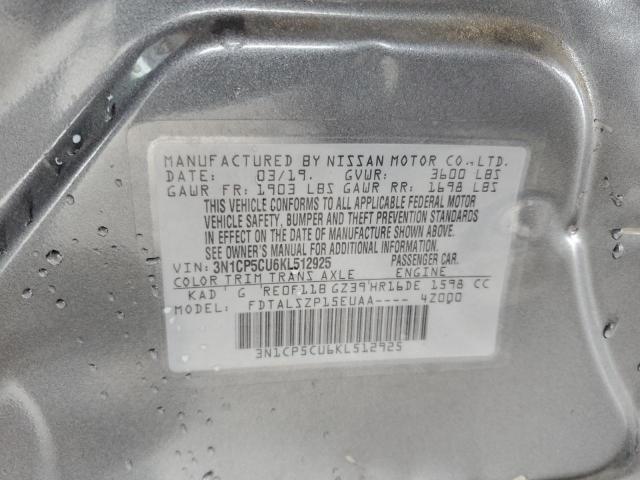 MANUFACTURED BY NISSAN MOTOR CO.,LTD.
DATE: 03/19. GVWR: 3600 LBS
GAWR FR: 1903 LBS GAWR RR: 1698 LBS
THIS VEHICLE CONFORMS TO ALL APPLICABLE FEDERAL MOTOR
VEHICLE SAFETY, BUMPER AND THEFT PREVENTION STANDARDS
IN EFFECT ON THE DATE OF MANUFACTURE SHOWN ABOVE.
SEE OWNER'S MANUAL FOR ADDITIONAL INFORMATION.
VIN: 3N1CP5CU6KL512925 PASSENGER CAR.
COLOR TRIM TRANS AXLE ENGINE
KAD G RE0F11B GZ39 HR16DE 1598 CC
MODEL: FDTALSZP15EUAA---- 4Z0D0
3N1CP5CU6KL512925